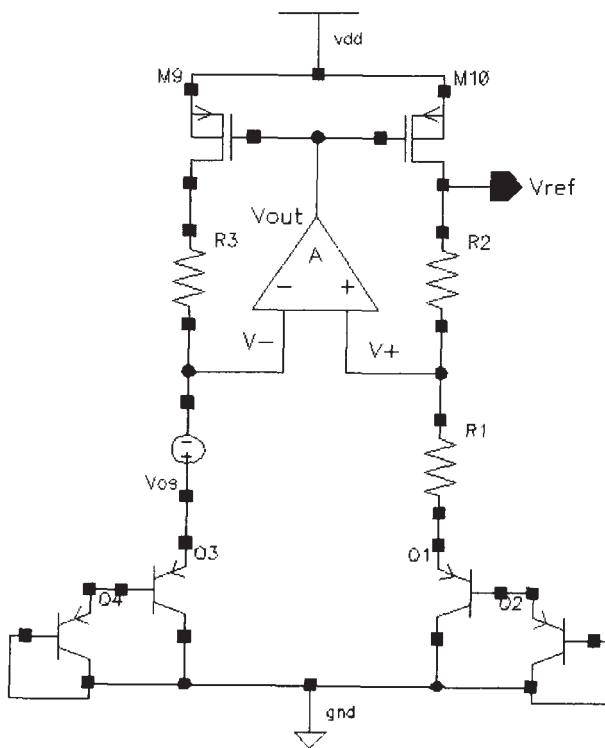 vdd
M9
M10
Vref
Vout
R3
A
R2
-
+
V-
V+
R1
-
+
Vos
Q3
Q1
Q4
Q2
gnd